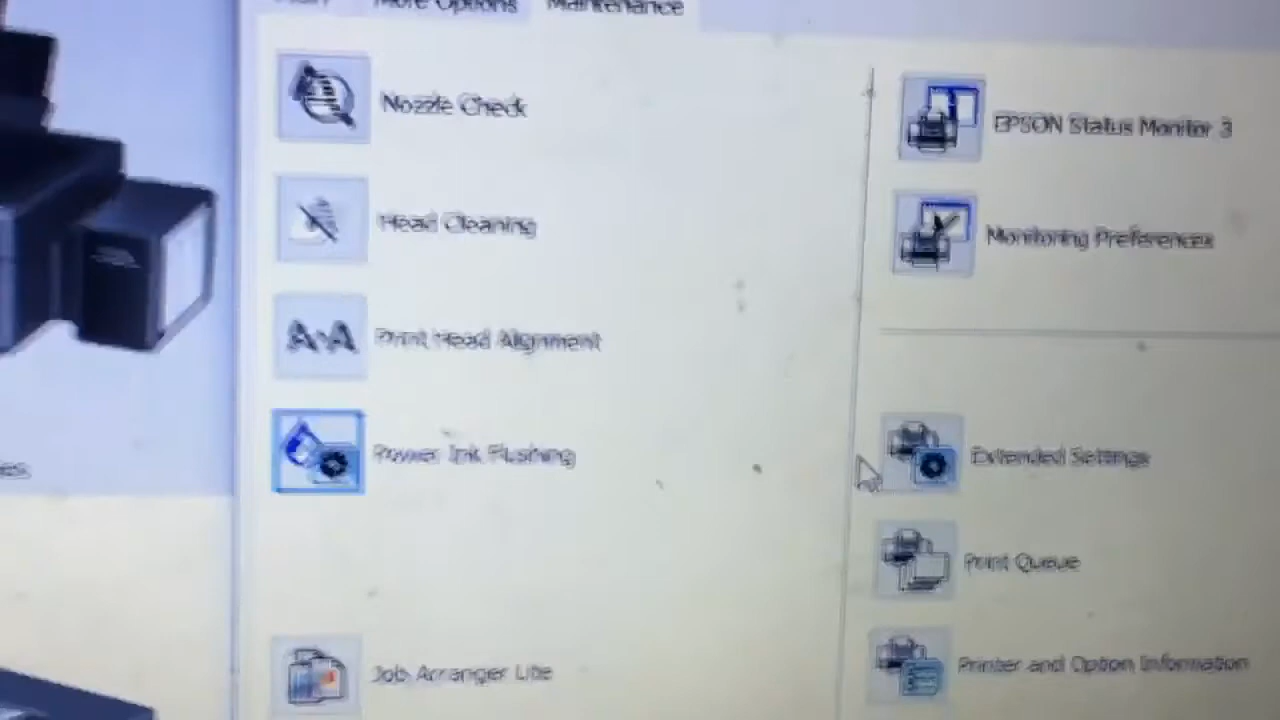 More Options
Maintenance
Nozzle Check
Head Cleaning
Print Head Alignment
Power Ink Flushing
Job Arranger Lite
EPSON Status Monitor 3
Monitoring Preferences
Extended Settings
Print Queue
Printer and Option Information